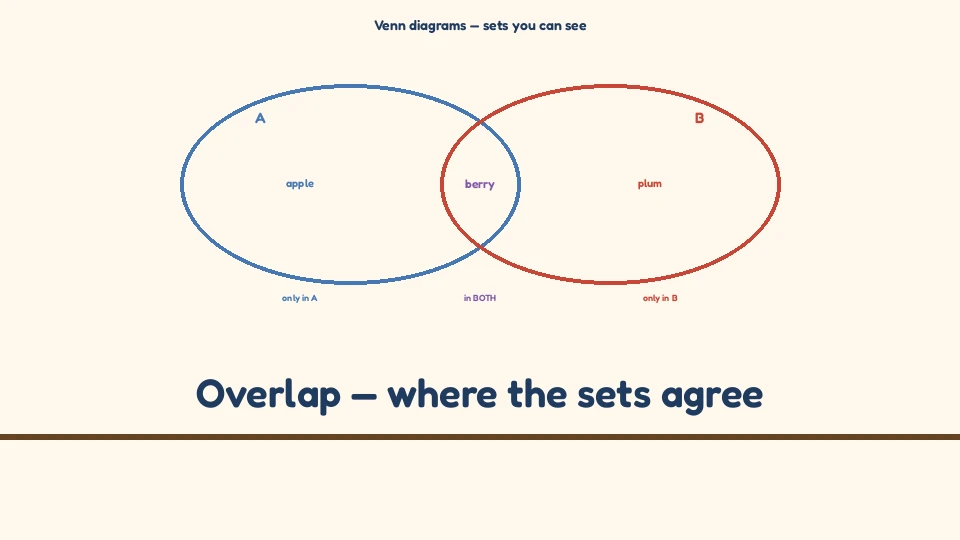 Venn diagrams — sets you can see
A
B
apple
berry
plum
only in A
in BOTH
only in B
Overlap — where the sets agree